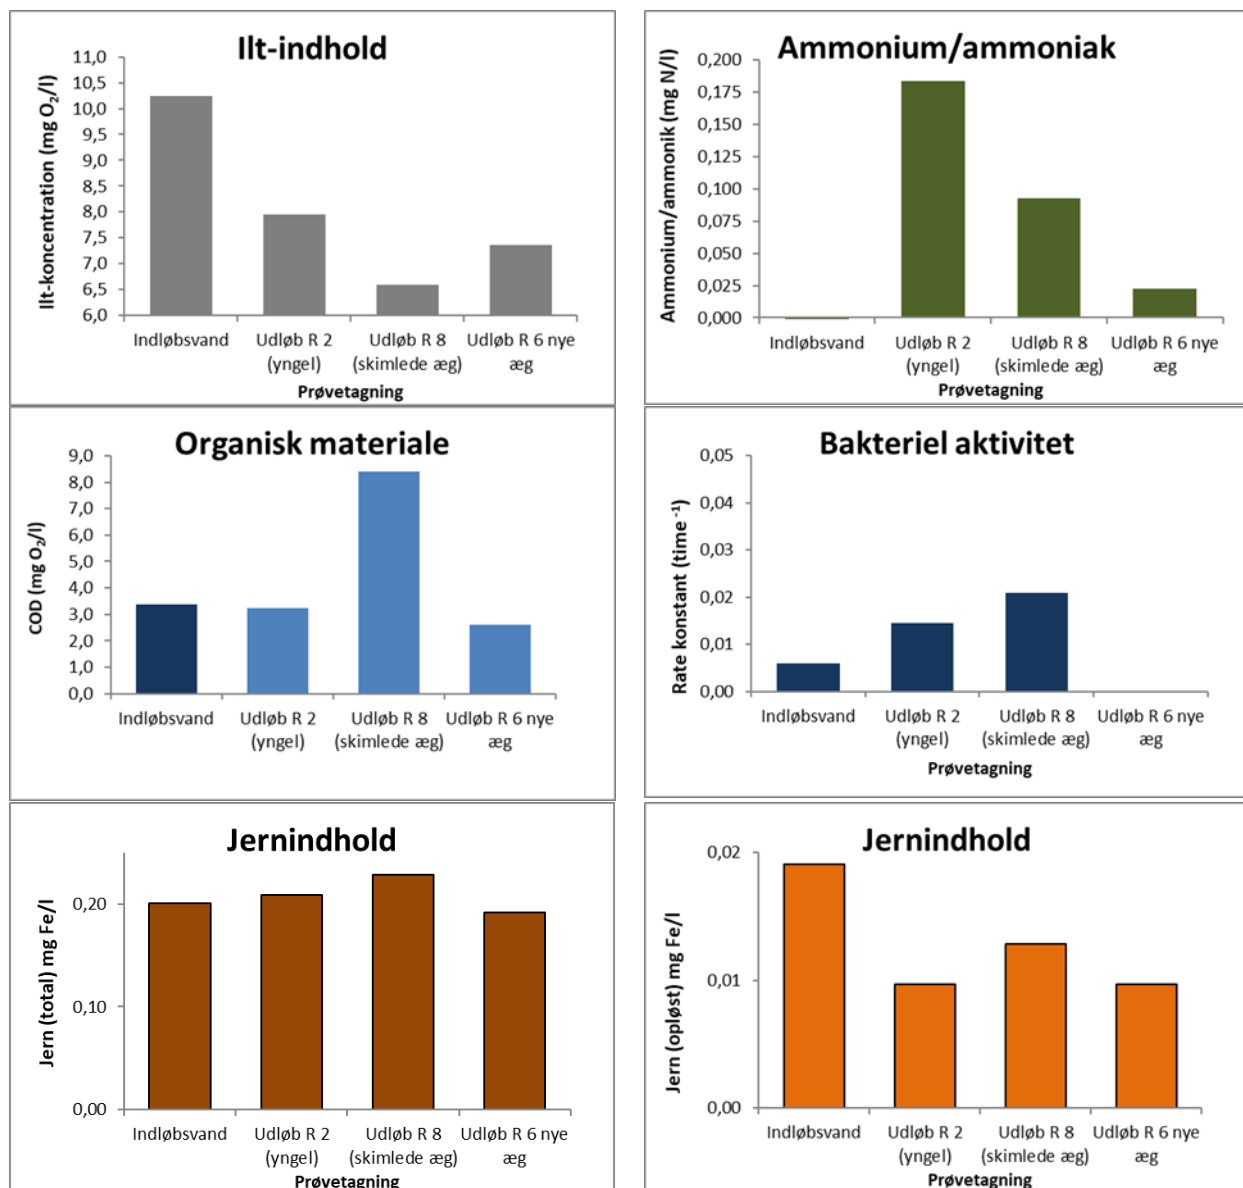 Ilt-indhold
Ilt-koncentration (mg O₂/l)
11,0
10,5
10,0
9,5
9,0
8,5
8,0
7,5
7,0
6,5
6,0
Indløbsvand
Udløb R 2
(yngel)
Udløb R 8
(skimlede æg)
Udløb R 6 nye
æg
Prøvetagning
Ammonium/ammoniak
Ammonium/ammonik (mg N/l)
0,200
0,175
0,150
0,125
0,100
0,075
0,050
0,025
0,000
Indløbsvand
Udløb R 2
(yngel)
Udløb R 8
(skimlede æg)
Udløb R 6 nye
æg
Prøvetagning
Organisk materiale
COD (mg O₂/l)
9,0
8,0
7,0
6,0
5,0
4,0
3,0
2,0
1,0
0,0
Indløbsvand
Udløb R 2
(yngel)
Udløb R 8
(skimlede æg)
Udløb R 6 nye
æg
Bakteriel aktivitet
Rate konstant (time⁻¹)
0,05
0,04
0,03
0,02
0,01
0,00
Indløbsvand
Udløb R 2
(yngel)
Udløb R 8
(skimlede æg)
Udløb R 6 nye
æg
Prøvetagning
Jernindhold
Jern (total) mg Fe/l
0,20
0,10
0,00
Indløbsvand
Udløb R 2
(yngel)
Udløb R 8
(skimlede æg)
Udløb R 6 nye
æg
Prøvetagning
Jernindhold
Jern (opløst) mg Fe/l
0,02
0,01
0,00
Indløbsvand
Udløb R 2
(yngel)
Udløb R 8
(skimlede æg)
Udløb R 6 nye
æg
Prøvetagning